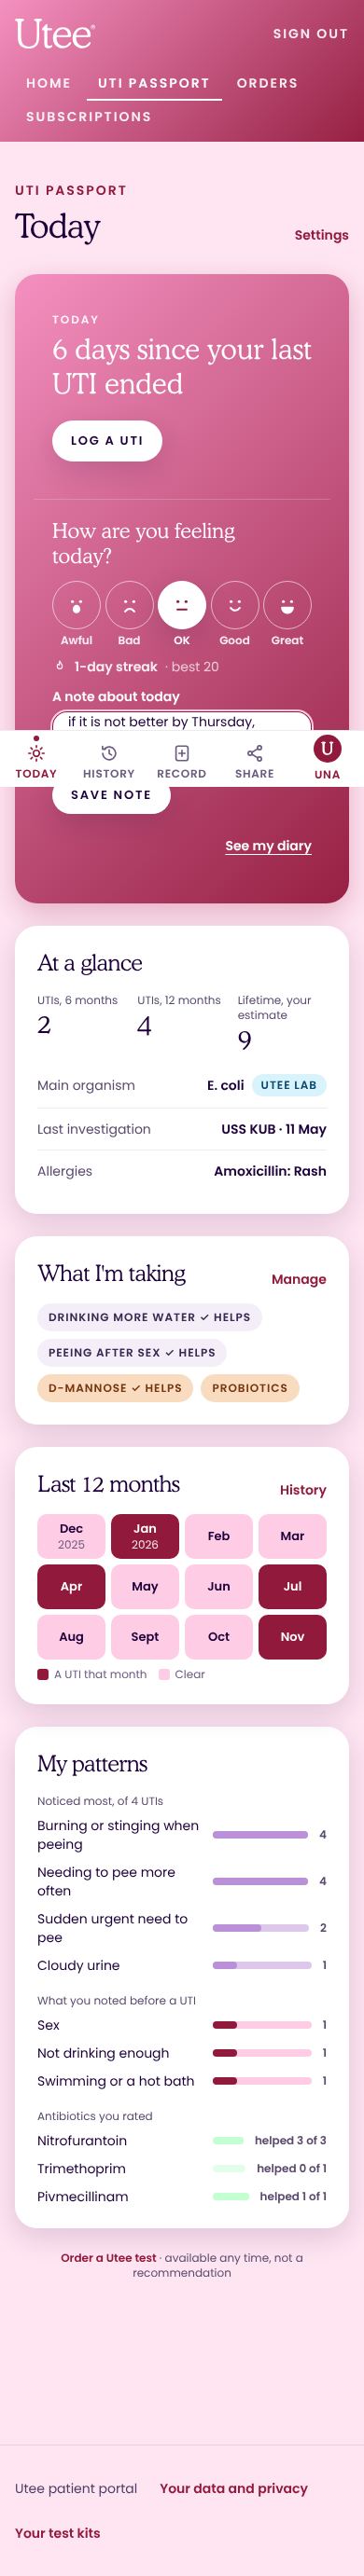 Utee®
SIGN OUT
HOME UTI PASSPORT ORDERS
SUBSCRIPTIONS
UTI PASSPORT
Today
Settings
TODAY
6 days since your last
UTI ended
LOG A UTI
How are you feeling
today?
Awful Bad OK Good Great
1-day streak · best 20
A note about today
if it is not better by Thursday,
TODAY HISTORY RECORD SHARE U UNA
SAVE NOTE
See my diary
At a glance
UTIs, 6 months
2
UTIs, 12 months
4
Lifetime, your
estimate
9
Main organism E. coli UTEE LAB
Last investigation USS KUB · 11 May
Allergies Amoxicillin: Rash
What I'm taking Manage
DRINKING MORE WATER ✓ HELPS
PEEING AFTER SEX ✓ HELPS
D-MANNOSE ✓ HELPS PROBIOTICS
Last 12 months History
Dec
2025
Jan
2026
Feb Mar
Apr May Jun Jul
Aug Sept Oct Nov
A UTI that month Clear
My patterns
Noticed most, of 4 UTIs
Burning or stinging when
peeing
4
Needing to pee more
often
4
Sudden urgent need to
pee
2
Cloudy urine 1
What you noted before a UTI
Sex 1
Not drinking enough 1
Swimming or a hot bath 1
Antibiotics you rated
Nitrofurantoin helped 3 of 3
Trimethoprim helped 0 of 1
Pivmecillinam helped 1 of 1
Order a Utee test · available any time, not a
recommendation
Utee patient portal Your data and privacy
Your test kits